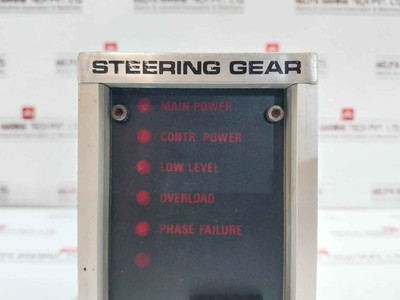 STEERING GEAR
MAIN POWER
CONTR. POWER
LOW LEVEL
OVERLOAD
PHASE FAILURE